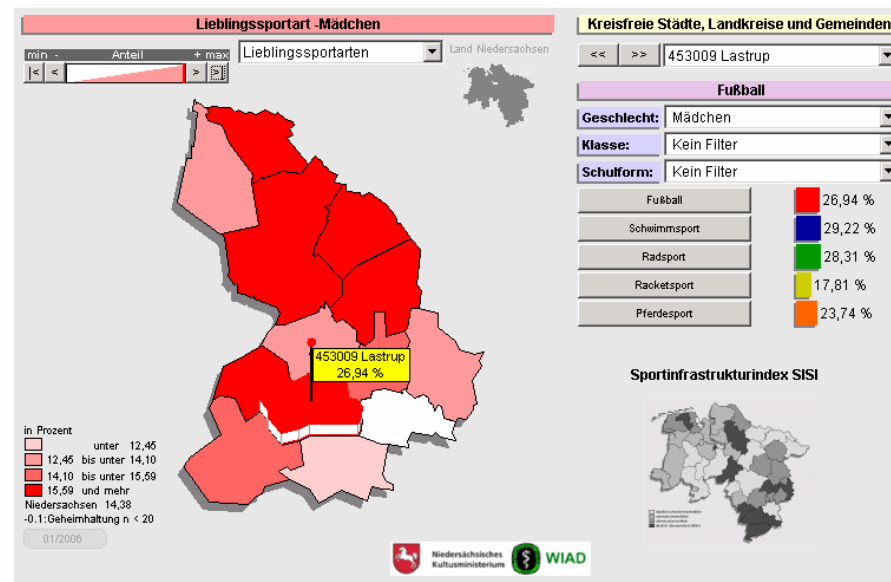 Lieblingssportart -Mädchen
min - Anteil + max
|< < > >|
Lieblingssportarten
Land Niedersachsen
453009 Lastrup
26,94 %
in Prozent
unter 12,45
12,45 bis unter 14,10
14,10 bis unter 15,59
15,59 und mehr
Niedersachsen 14,38
-0.1:Geheimhaltung n < 20
01/2006
Kreisfreie Städte, Landkreise und Gemeinden
<< >> 453009 Lastrup
Fußball
Geschlecht: Mädchen
Klasse: Kein Filter
Schulform: Kein Filter
Fußball 26,94 %
Schwimmsport 29,22 %
Radsport 28,31 %
Racketsport 17,81 %
Pferdesport 23,74 %
Sportinfrastrukturindex SISI
Niedersächsisches
Kultusministerium
WIAD